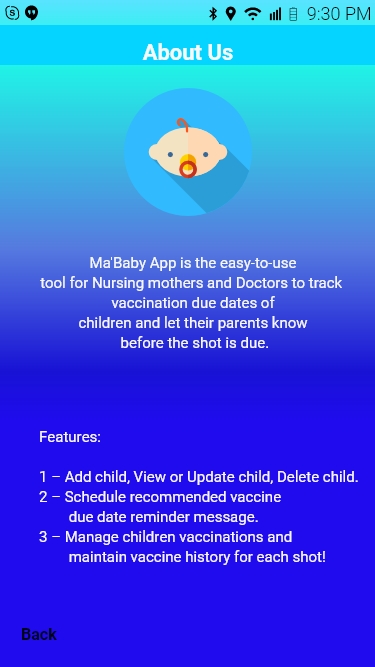 9:30 PM
About Us
Ma'Baby App is the easy-to-use
tool for Nursing mothers and Doctors to track
vaccination due dates of
children and let their parents know
before the shot is due.
Features:
1 – Add child, View or Update child, Delete child.
2 – Schedule recommended vaccine
due date reminder message.
3 – Manage children vaccinations and
maintain vaccine history for each shot!
Back